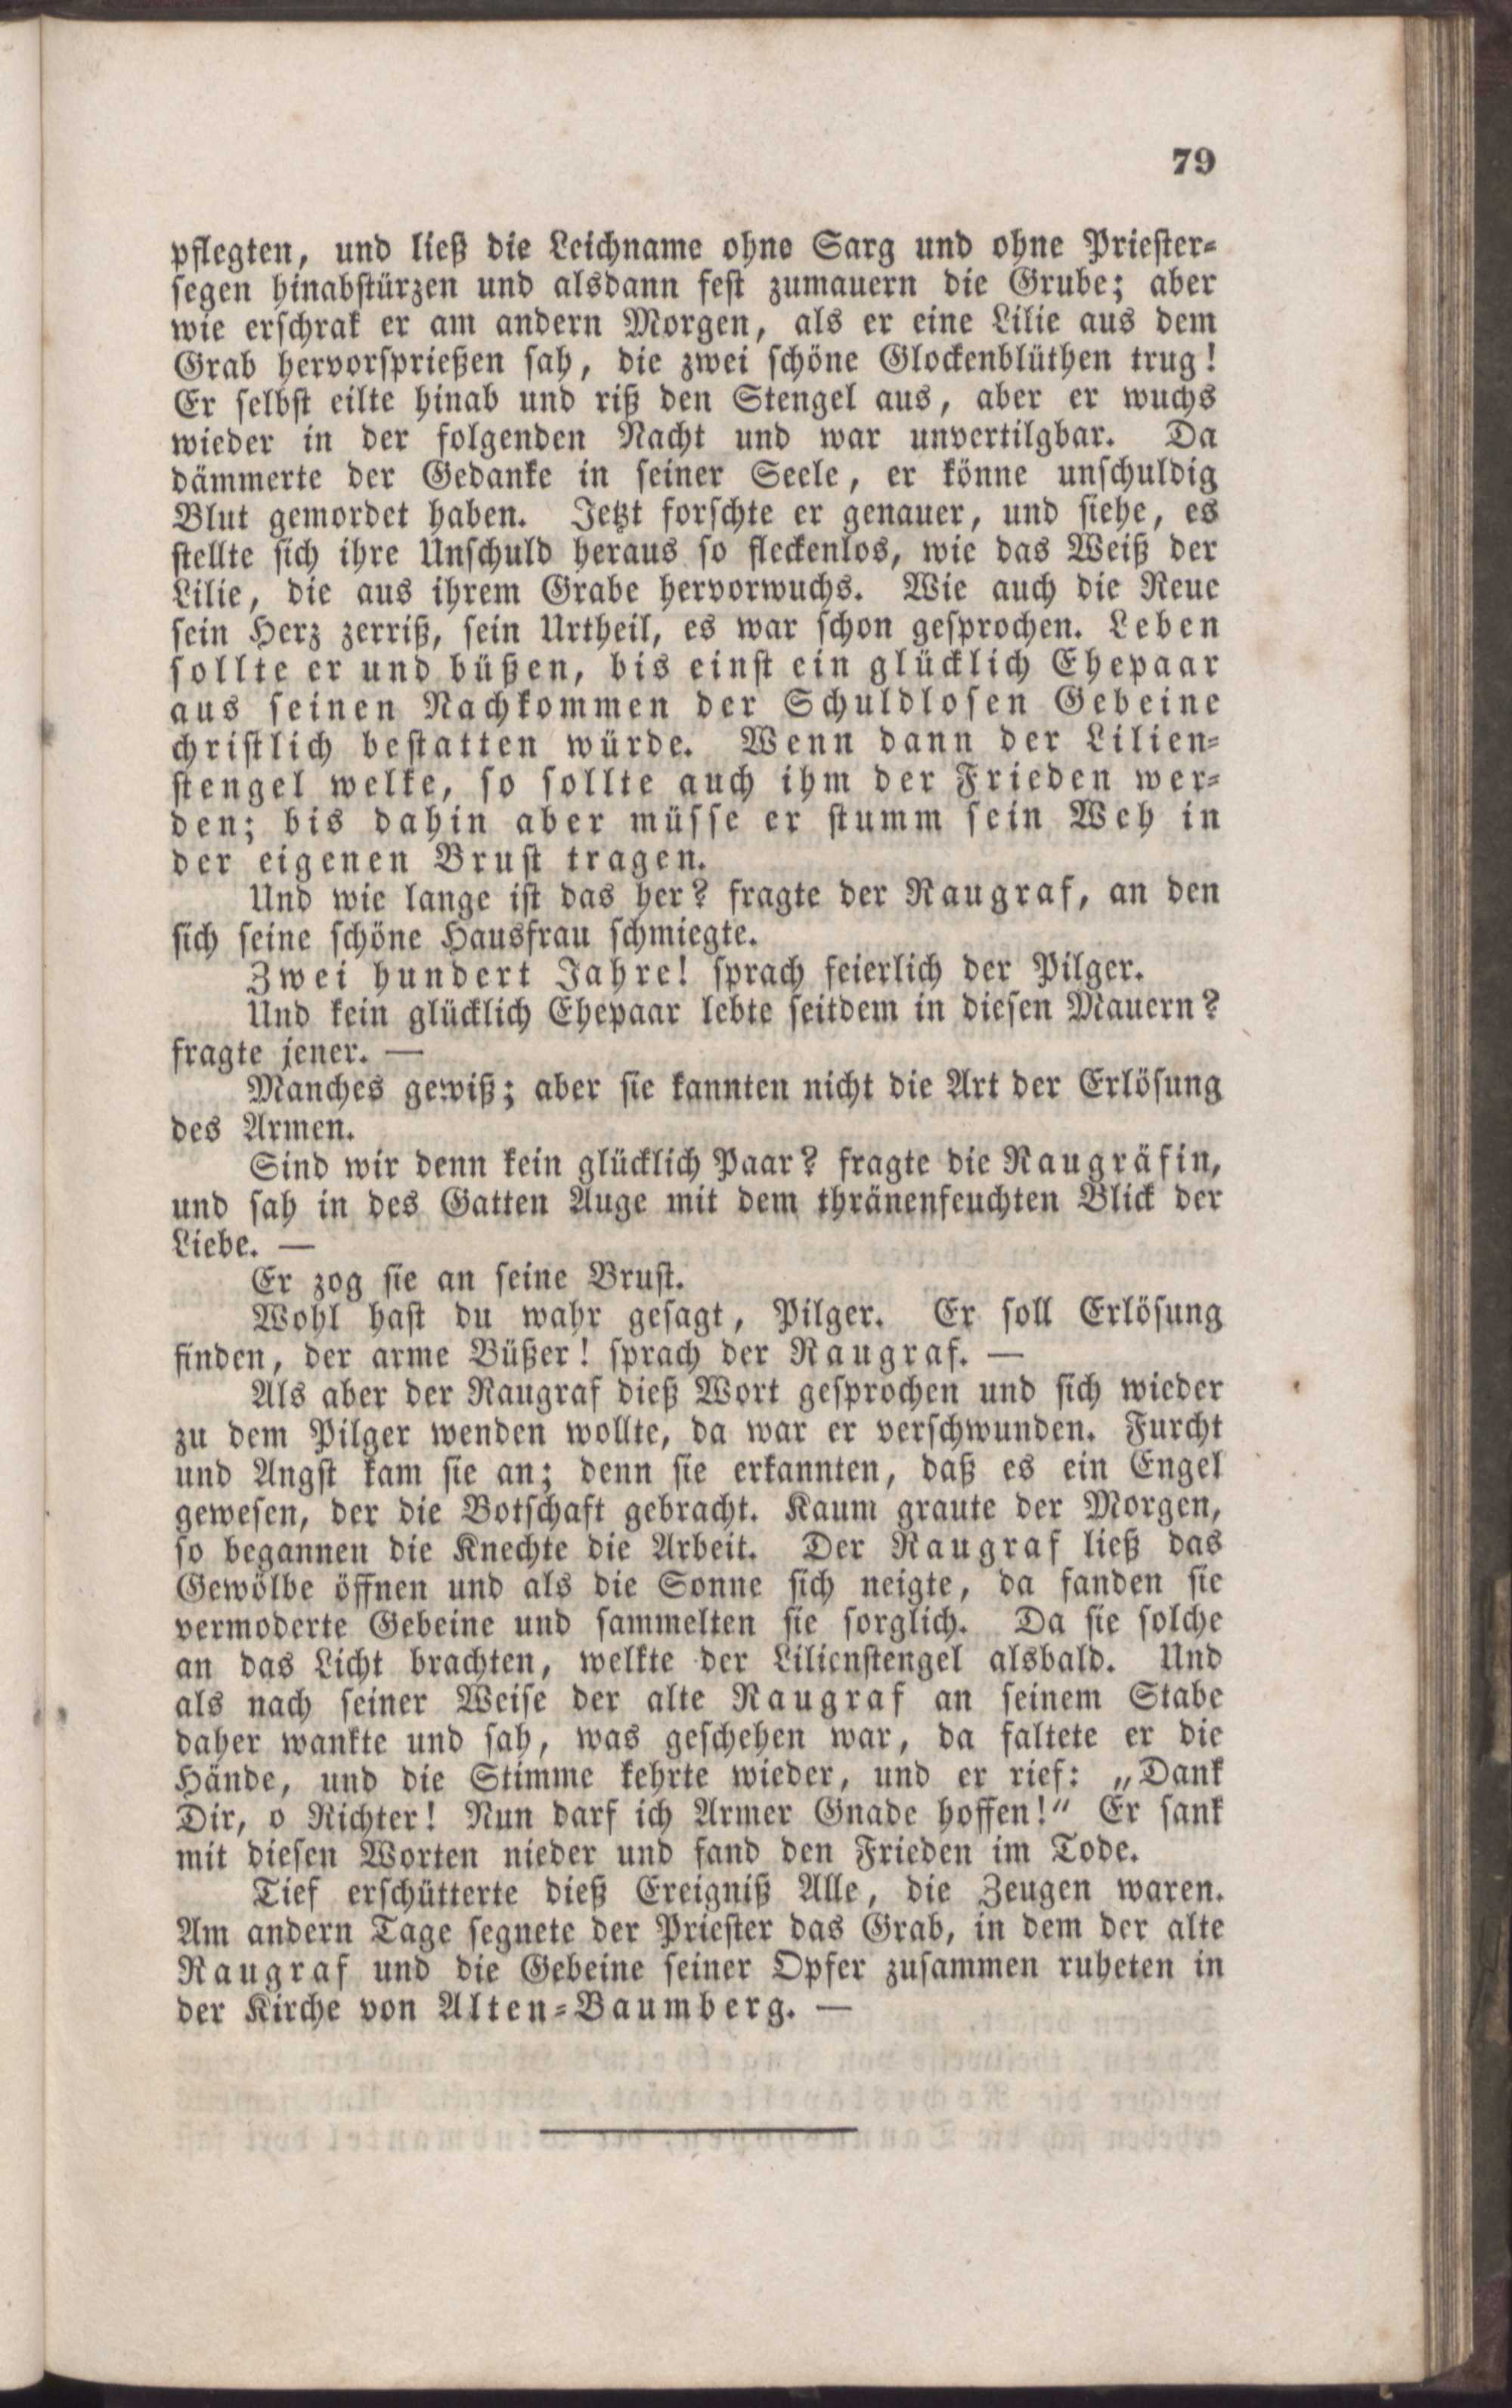 79
pflegten, und ließ die Leichname ohne Sarg und ohne Priester-
segen hinabstürzen und alsdann fest zumauern die Grube; aber
wie erschrak er am andern Morgen, als er eine Lilie aus dem
Grab hervorsprießen sah, die zwei schöne Glockenblüthen trug!
Er selbst eilte hinab und riß den Stengel aus, aber er wuchs
wieder in der folgenden Nacht und war unvertilgbar. Da
dämmerte der Gedanke in seiner Seele, er könne unschuldig
Blut gemordet haben. Jetzt forschte er genauer, und siehe, es
stellte sich ihre Unschuld heraus so fleckenlos, wie das Weiß der
Lilie, die aus ihrem Grabe hervorwuchs. Wie auch die Reue
sein Herz zerriß, sein Urtheil, es war schon gesprochen. Leben
sollte er und büßen, bis einst ein glücklich Ehepaar
aus seinen Nachkommen der Schuldlosen Gebeine
christlich bestatten würde. Wenn dann der Lilien-
stengel welke, so sollte auch ihm der Frieden wer-
den; bis dahin aber müsse er stumm sein Weh in
der eigenen Brust tragen.
Und wie lange ist das her? fragte der Raugraf, an den
sich seine schöne Hausfrau schmiegte.
Zwei hundert Jahre! sprach feierlich der Pilger.
Und kein glücklich Ehepaar lebte seitdem in diesen Mauern?
fragte jener. —
Manches gewiß; aber sie kannten nicht die Art der Erlösung
des Armen.
Sind wir denn kein glücklich Paar? fragte die Raugräfin,
und sah in des Gatten Auge mit dem thränenfeuchten Blick der
Liebe. —
Er zog sie an seine Brust.
Wohl hast du wahr gesagt, Pilger. Er soll Erlösung
finden, der arme Büßer! sprach der Raugraf. —
Als aber der Raugraf dieß Wort gesprochen und sich wieder
zu dem Pilger wenden wollte, da war er verschwunden. Furcht
und Angst kam sie an; denn sie erkannten, daß es ein Engel
gewesen, der die Botschaft gebracht. Kaum graute der Morgen,
so begannen die Knechte die Arbeit. Der Raugraf ließ das
Gewölbe öffnen und als die Sonne sich neigte, da fanden sie
vermoderte Gebeine und sammelten sie sorglich. Da sie solche
an das Licht brachten, welkte der Lilienstengel alsbald. Und
als nach seiner Weise der alte Raugraf an seinem Stabe
daher wankte und sah, was geschehen war, da faltete er die
Hände, und die Stimme kehrte wieder, und er rief: „Dank
Dir, o Richter! Nun darf ich Armer Gnade hoffen!“ Er sank
mit diesen Worten nieder und fand den Frieden im Tode.
Tief erschütterte dieß Ereigniß Alle, die Zeugen waren.
Am andern Tage segnete der Priester das Grab, in dem der alte
Raugraf und die Gebeine seiner Opfer zusammen ruheten in
der Kirche von Alten-Baumberg. —